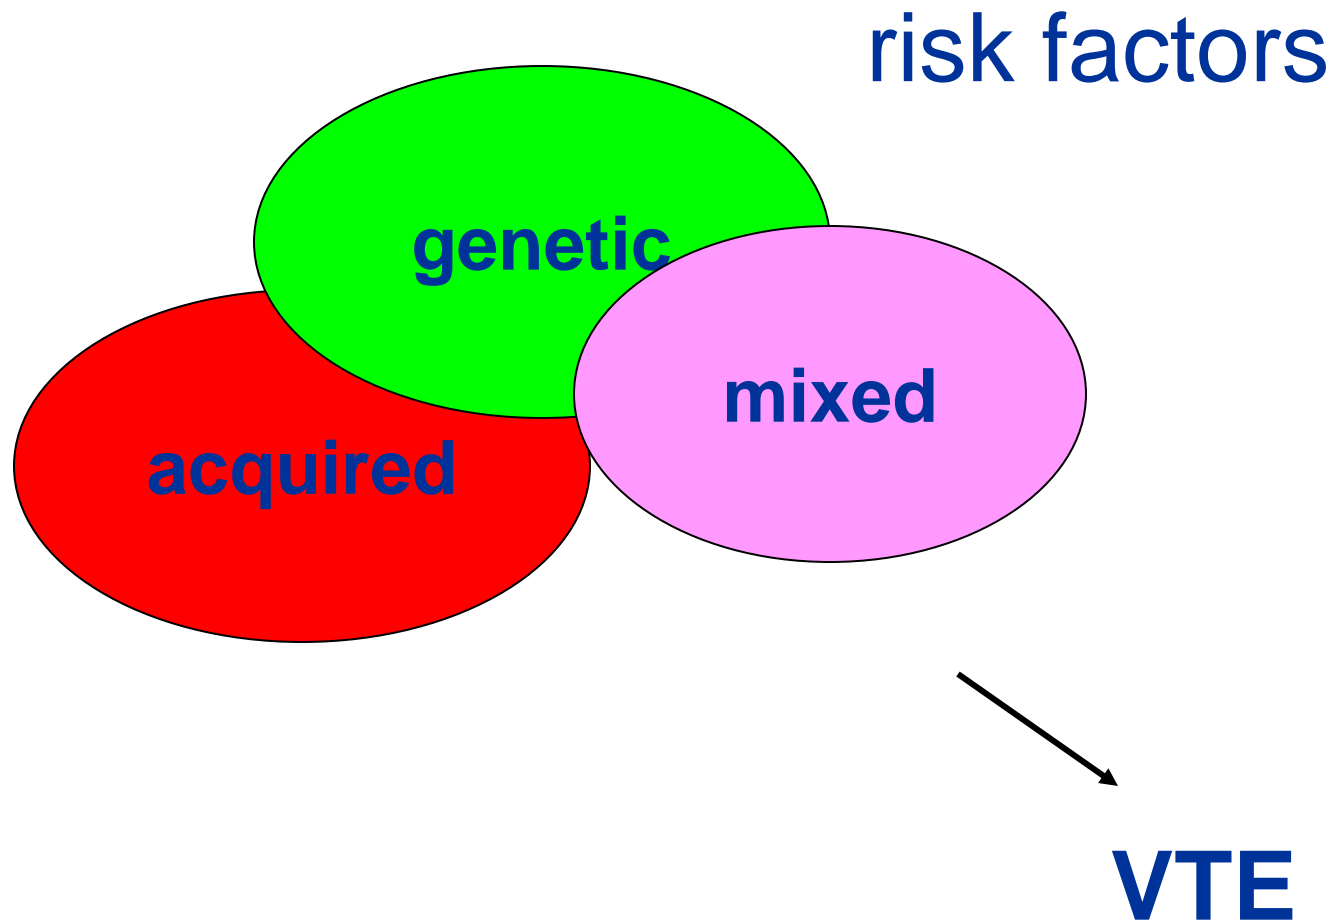 risk factors
genetic
mixed
acquired
VTE